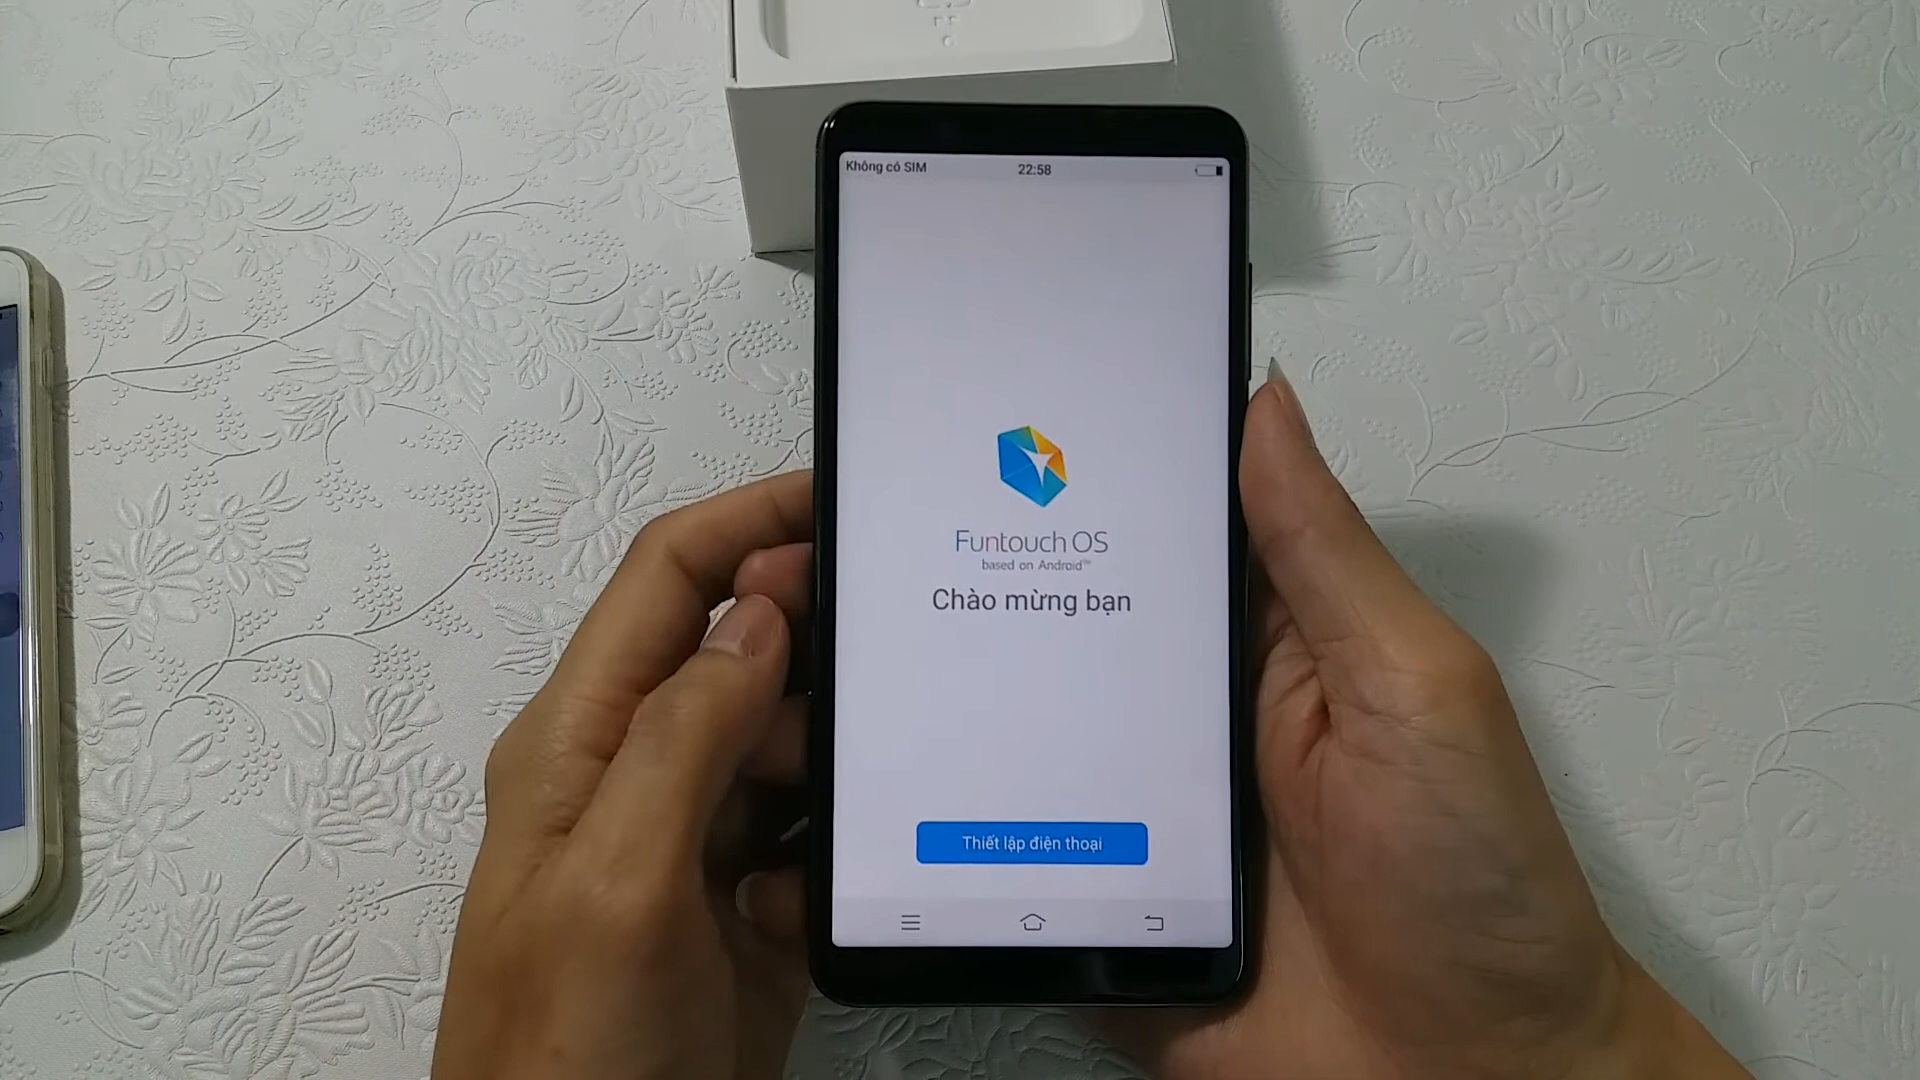 Không có SIM
22:58
Funtouch OS
based on Android™
Chào mừng bạn
Thiết lập điện thoại